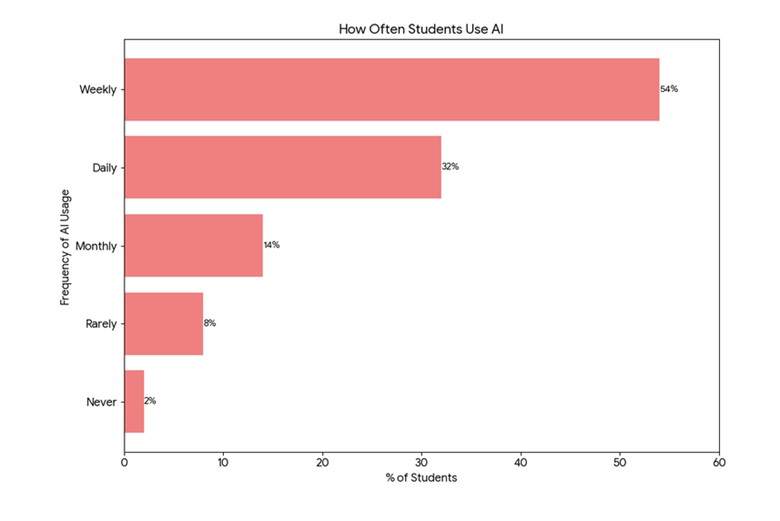 How Often Students Use AI
Frequency of AI Usage
Weekly 54%
Daily 32%
Monthly 14%
Rarely 8%
Never 2%
0 10 20 30 40 50 60
% of Students